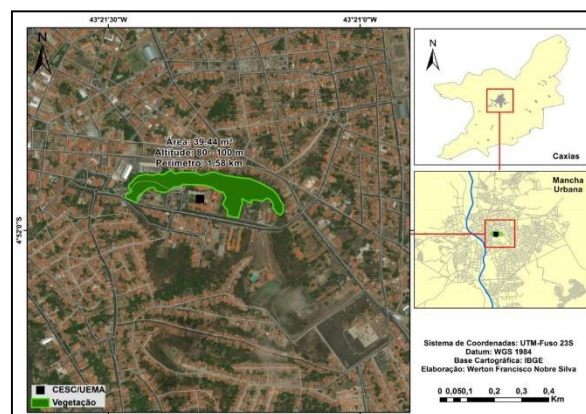 43°21'30"W
43°21'0"W
N
Área: 39,44 m²
Altitude: 80 - 100 m
Perímetro: 1,58 km
4°52'0"S
CESC/UEMA
Vegetação
N
Caxias
Mancha
Urbana
Sistema de Coordenadas: UTM-Fuso 23S
Datum: WGS 1984
Base Cartográfica: IBGE
Elaboração: Werton Francisco Nobre Silva
0 0,050,1 0,2 0,3 0,4
Km